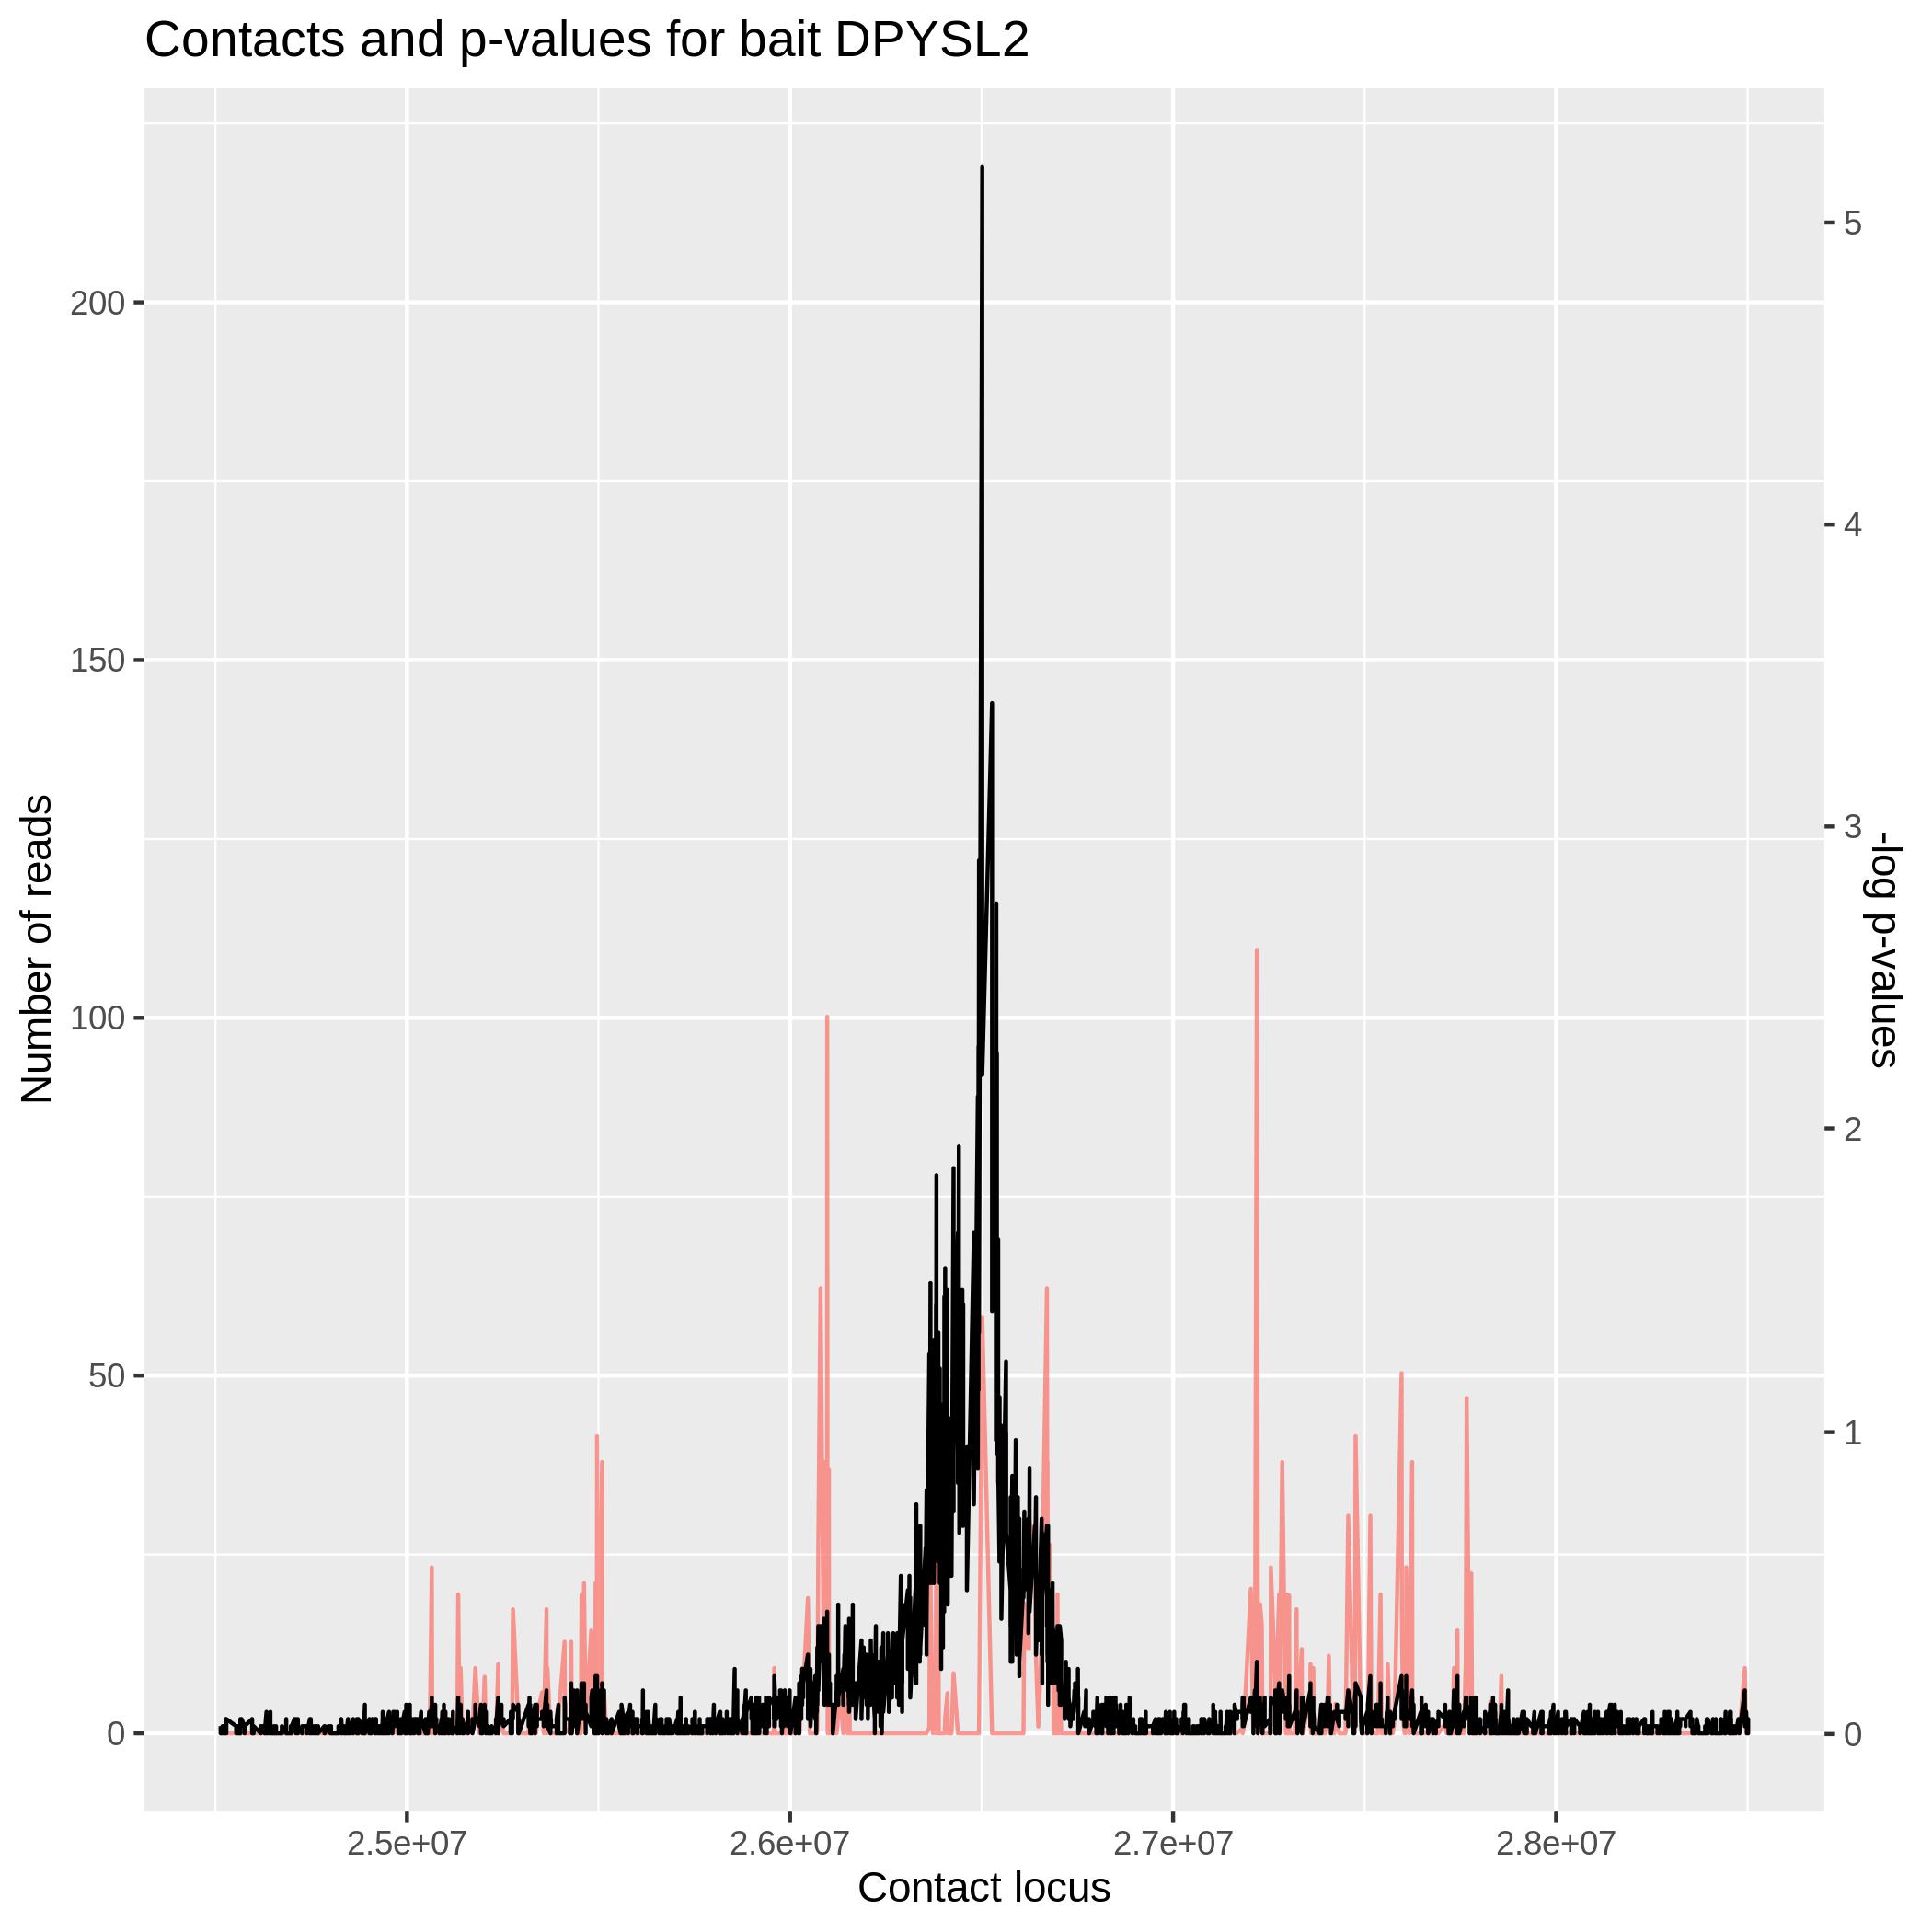 Contacts and p-values for bait DPYSL2
200
150
100
50
0
Number of reads
5
4
3
2
1
0
-log p-values
2.5e+07 2.6e+07 2.7e+07 2.8e+07
Contact locus